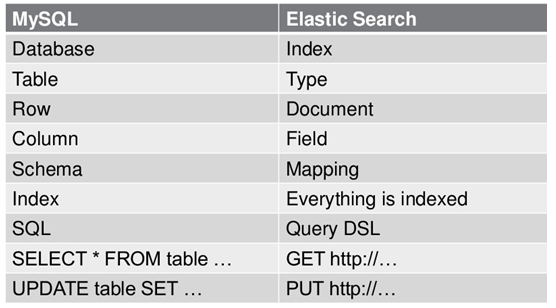 MySQL Elastic Search
Database Index
Table Type
Row Document
Column Field
Schema Mapping
Index Everything is indexed
SQL Query DSL
SELECT * FROM table … GET http://…
UPDATE table SET … PUT http://…